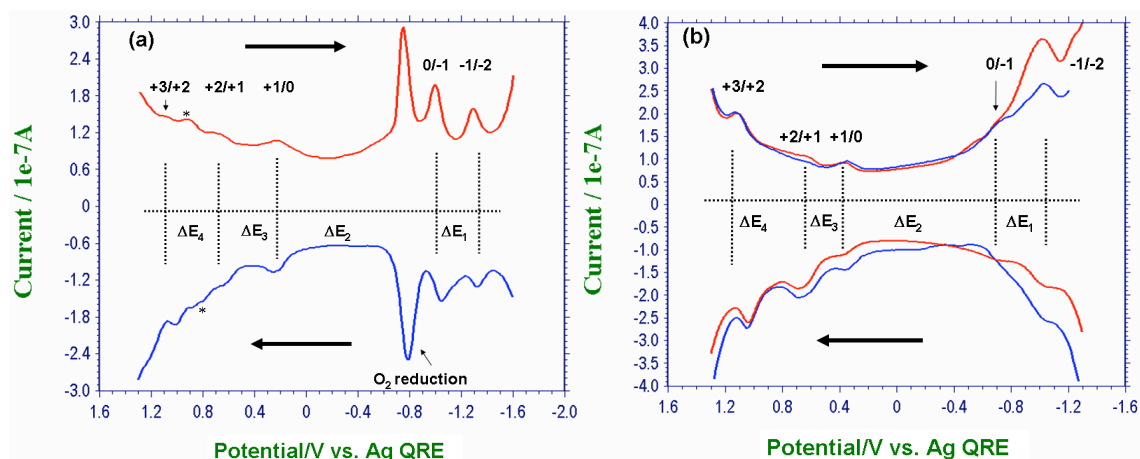 (a)
+3/+2 * +2/+1 +1/0 0/-1 -1/-2
ΔE4 ΔE3 ΔE2 ΔE1
*
O2 reduction
3.0
2.4
1.8
1.2
0.6
0
-0.6
-1.2
-1.8
-2.4
-3.0
1.6 1.2 0.8 0.4 0 -0.4 -0.8 -1.2 -1.6 -2.0
Current / 1e-7A
Potential/V vs. Ag QRE
(b)
0/-1 -1/-2
+3/+2
+2/+1 +1/0
ΔE4 ΔE3 ΔE2 ΔE1
4.0
3.5
3.0
2.5
2.0
1.5
1.0
0.5
0
-0.5
-1.0
-1.5
-2.0
-2.5
-3.0
-3.5
-4.0
1.6 1.2 0.8 0.4 0 -0.4 -0.8 -1.2 -1.6
Current / 1e-7A
Potential/V vs. Ag QRE